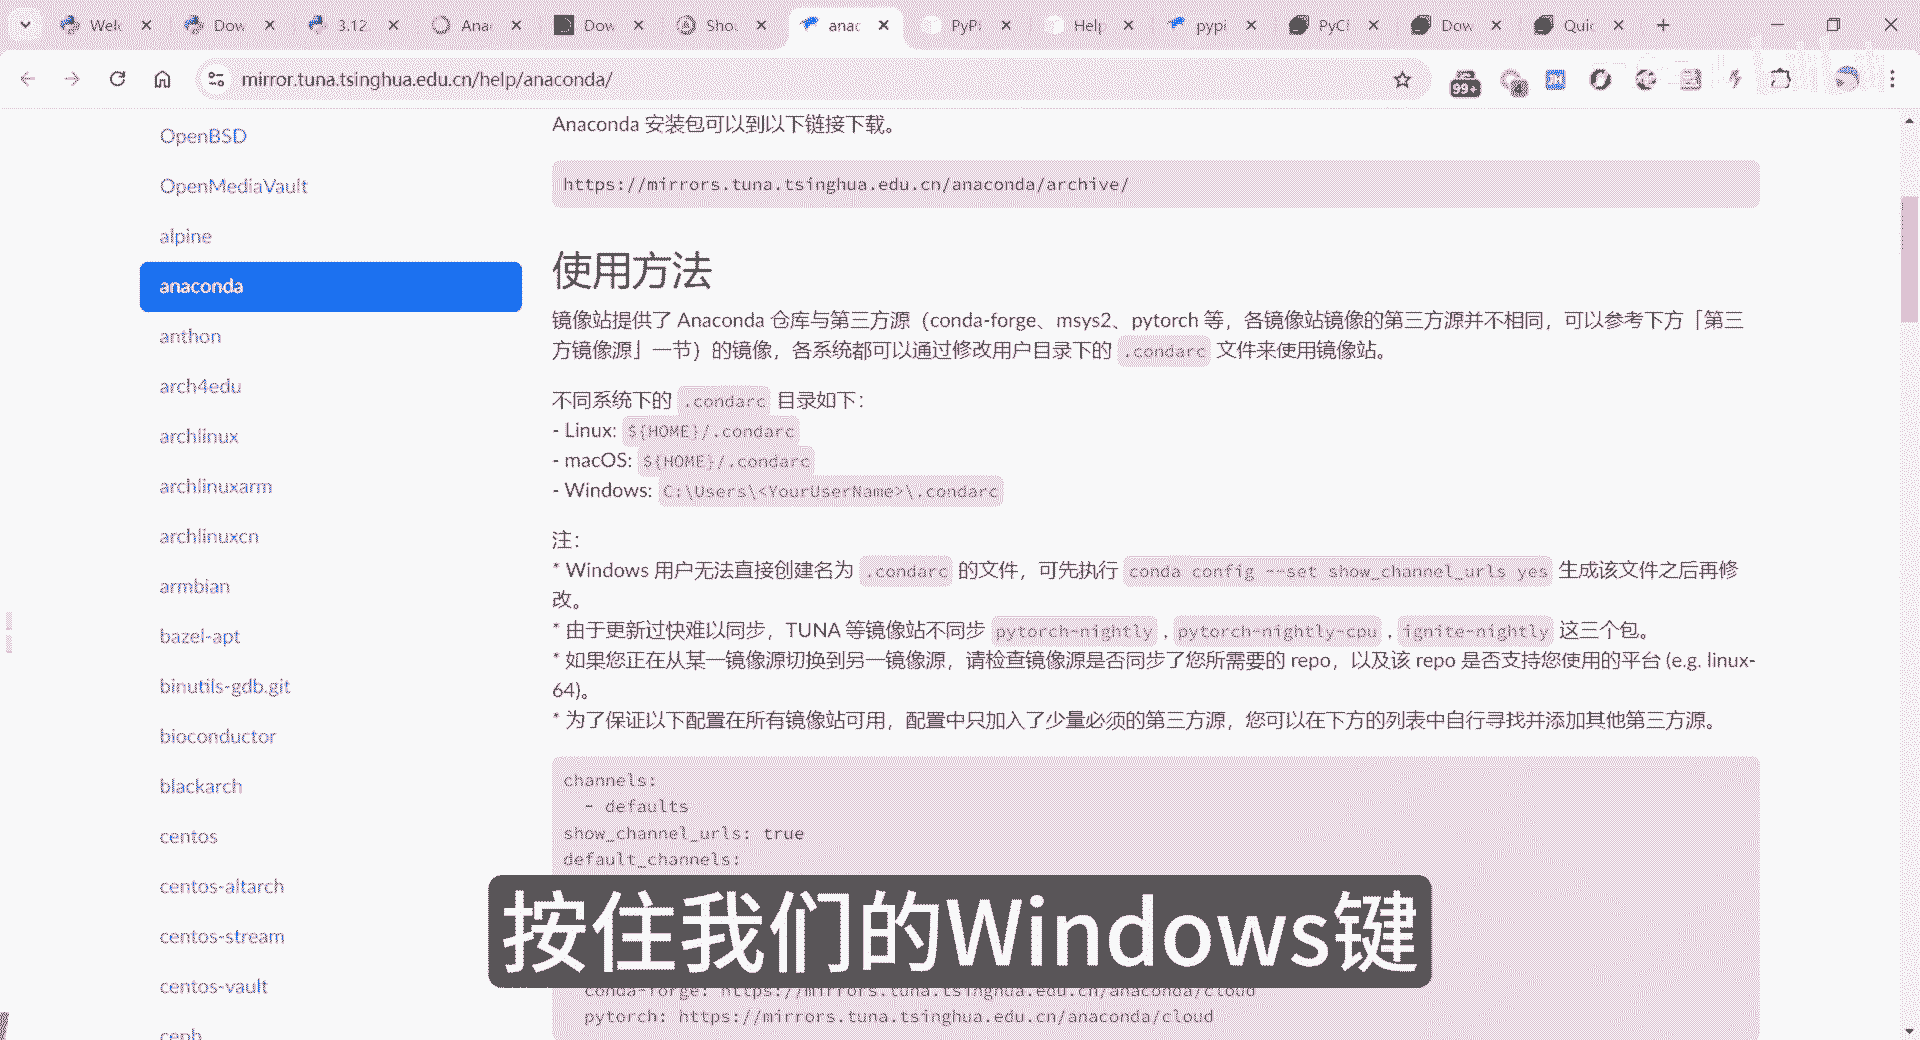 Welc
Dow
3.12
Ana
Dow
Sho
anac
PyPi
Help
pypi
PyCl
Dow
Quic
mirror.tuna.tsinghua.edu.cn/help/anaconda/
99+
4
OpenBSD
OpenMediaVault
alpine
anaconda
anthon
arch4edu
archlinux
archlinuxarm
archlinuxcn
armbian
bazel-apt
binutils-gdb.git
bioconductor
blackarch
centos
centos-altarch
centos-stream
centos-vault
ceph
Anaconda 安装包可以到以下链接下载。
https://mirrors.tuna.tsinghua.edu.cn/anaconda/archive/
使用方法
镜像站提供了 Anaconda 仓库与第三方源（conda-forge、msys2、pytorch 等，各镜像站镜像的第三方源并不相同，可以参考下方「第三
方镜像源」一节）的镜像，各系统都可以通过修改用户目录下的 .condarc 文件来使用镜像站。
不同系统下的 .condarc 目录如下：
- Linux: ${HOME}/.condarc
- macOS: ${HOME}/.condarc
- Windows: C:\Users\<YourUserName>\.condarc
注：
* Windows 用户无法直接创建名为 .condarc 的文件，可先执行 conda config --set show_channel_urls yes 生成该文件之后再修
改。
* 由于更新过快难以同步，TUNA 等镜像站不同步 pytorch-nightly , pytorch-nightly-cpu , ignite-nightly 这三个包。
* 如果您正在从某一镜像源切换到另一镜像源，请检查镜像源是否同步了您所需要的 repo，以及该 repo 是否支持您使用的平台 (e.g. linux-
64)。
* 为了保证以下配置在所有镜像站可用，配置中只加入了少量必须的第三方源，您可以在下方的列表中自行寻找并添加其他第三方源。
channels:
- defaults
show_channel_urls: true
default_channels:
按住我们的Windows键
conda-forge: https://mirrors.tuna.tsinghua.edu.cn/anaconda/cloud
pytorch: https://mirrors.tuna.tsinghua.edu.cn/anaconda/cloud